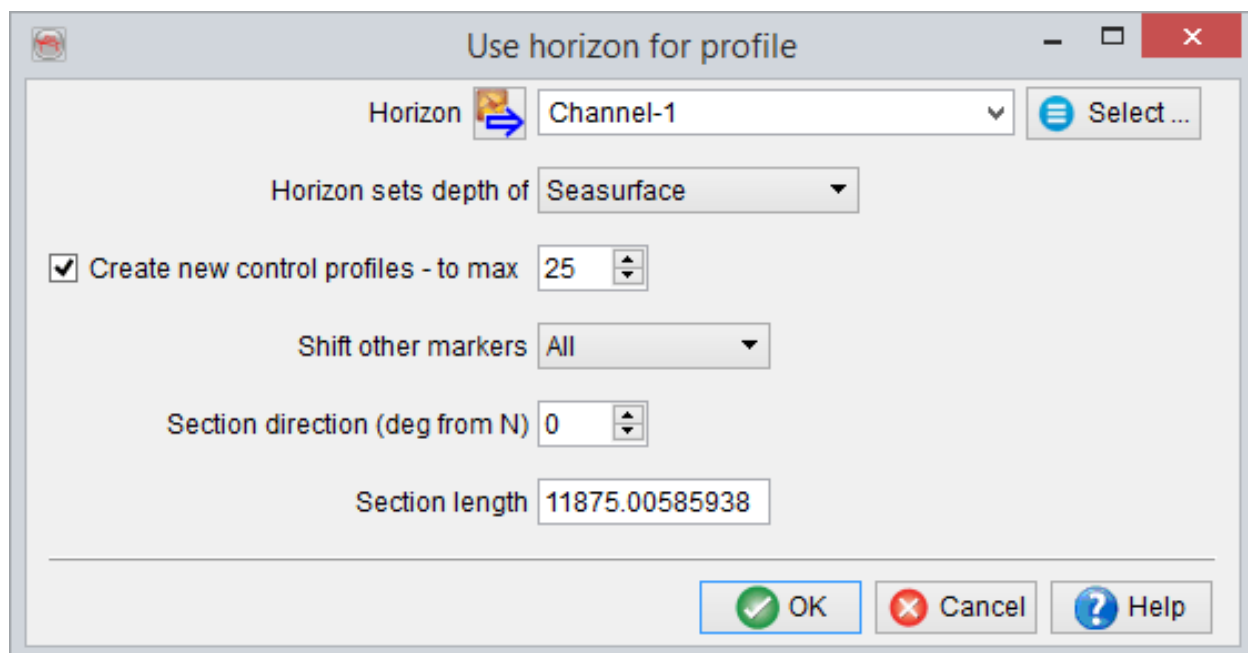 Use horizon for profile
Horizon Channel-1 Select ...
Horizon sets depth of Seasurface
Create new control profiles - to max 25
Shift other markers All
Section direction (deg from N) 0
Section length 11875.00585938
OK Cancel Help